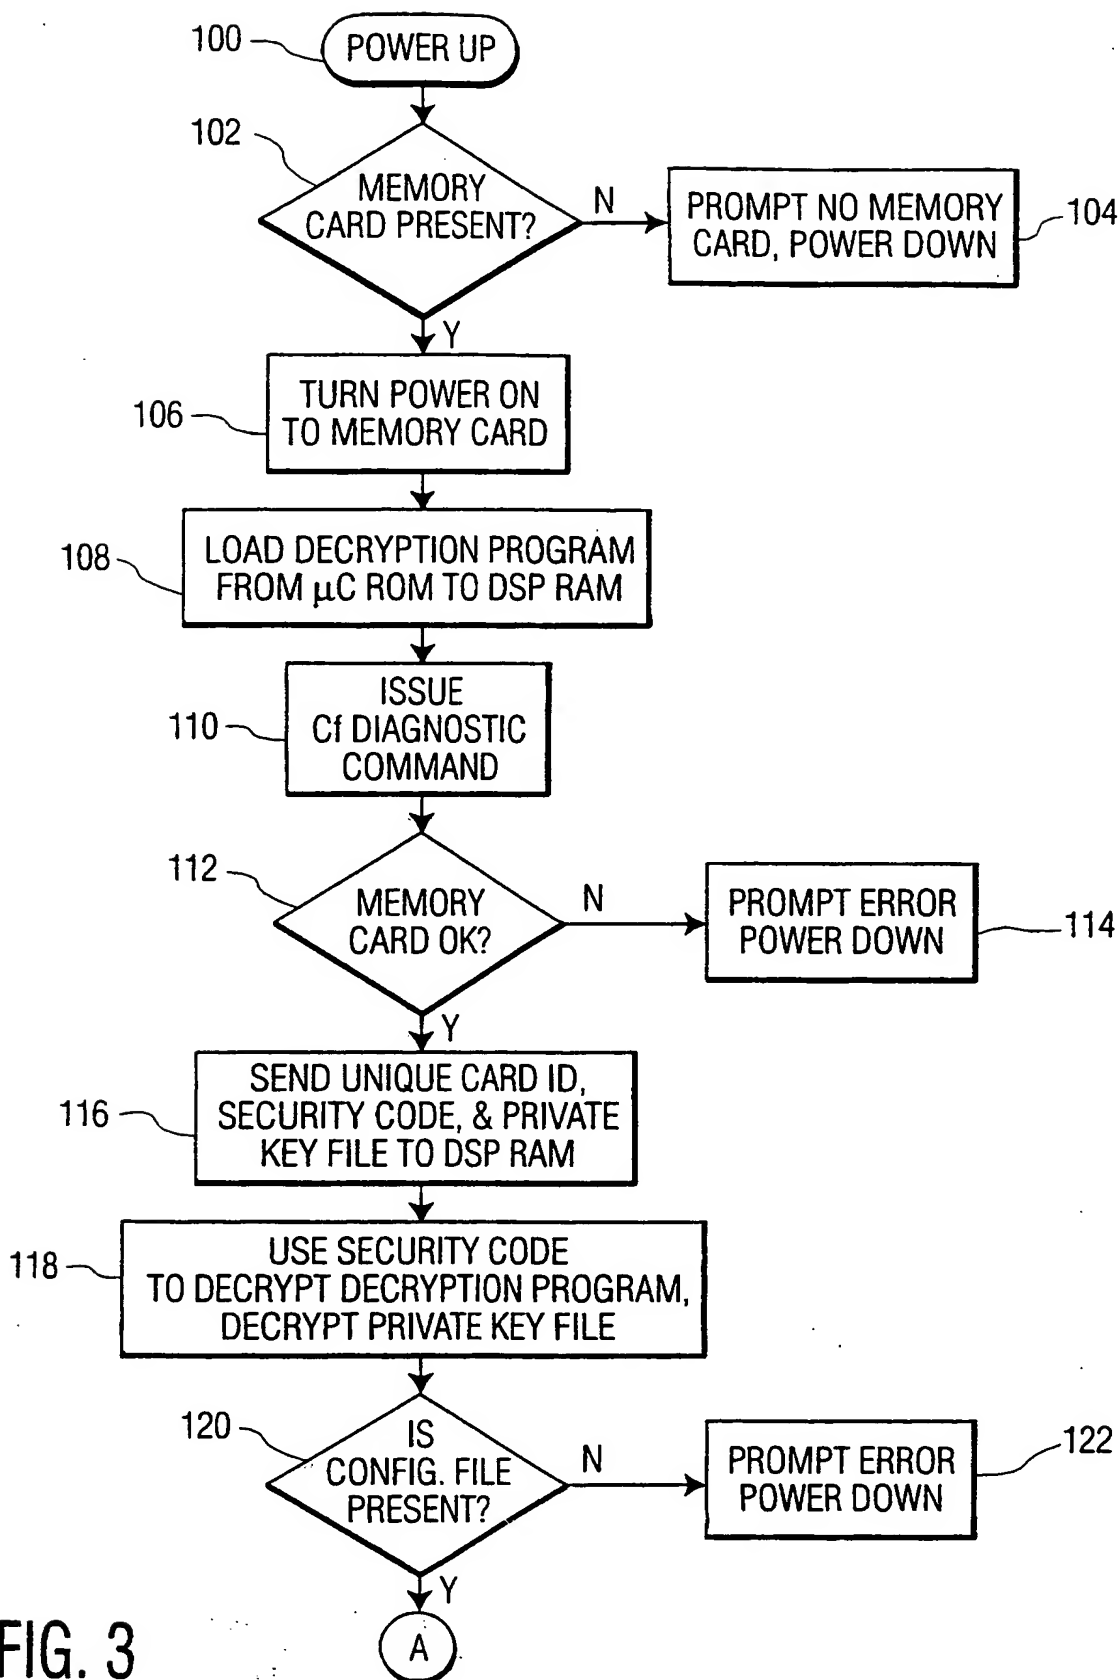 100
POWER UP
102
MEMORY
CARD PRESENT?
N
PROMPT NO MEMORY
CARD, POWER DOWN
104
Y
106
TURN POWER ON
TO MEMORY CARD
108
LOAD DECRYPTION PROGRAM
FROM μC ROM TO DSP RAM
110
ISSUE
Cf DIAGNOSTIC
COMMAND
112
MEMORY
CARD OK?
N
PROMPT ERROR
POWER DOWN
114
Y
116
SEND UNIQUE CARD ID,
SECURITY CODE, & PRIVATE
KEY FILE TO DSP RAM
118
USE SECURITY CODE
TO DECRYPT DECRYPTION PROGRAM,
DECRYPT PRIVATE KEY FILE
120
IS
CONFIG. FILE
PRESENT?
N
PROMPT ERROR
POWER DOWN
122
Y
A
FIG. 3